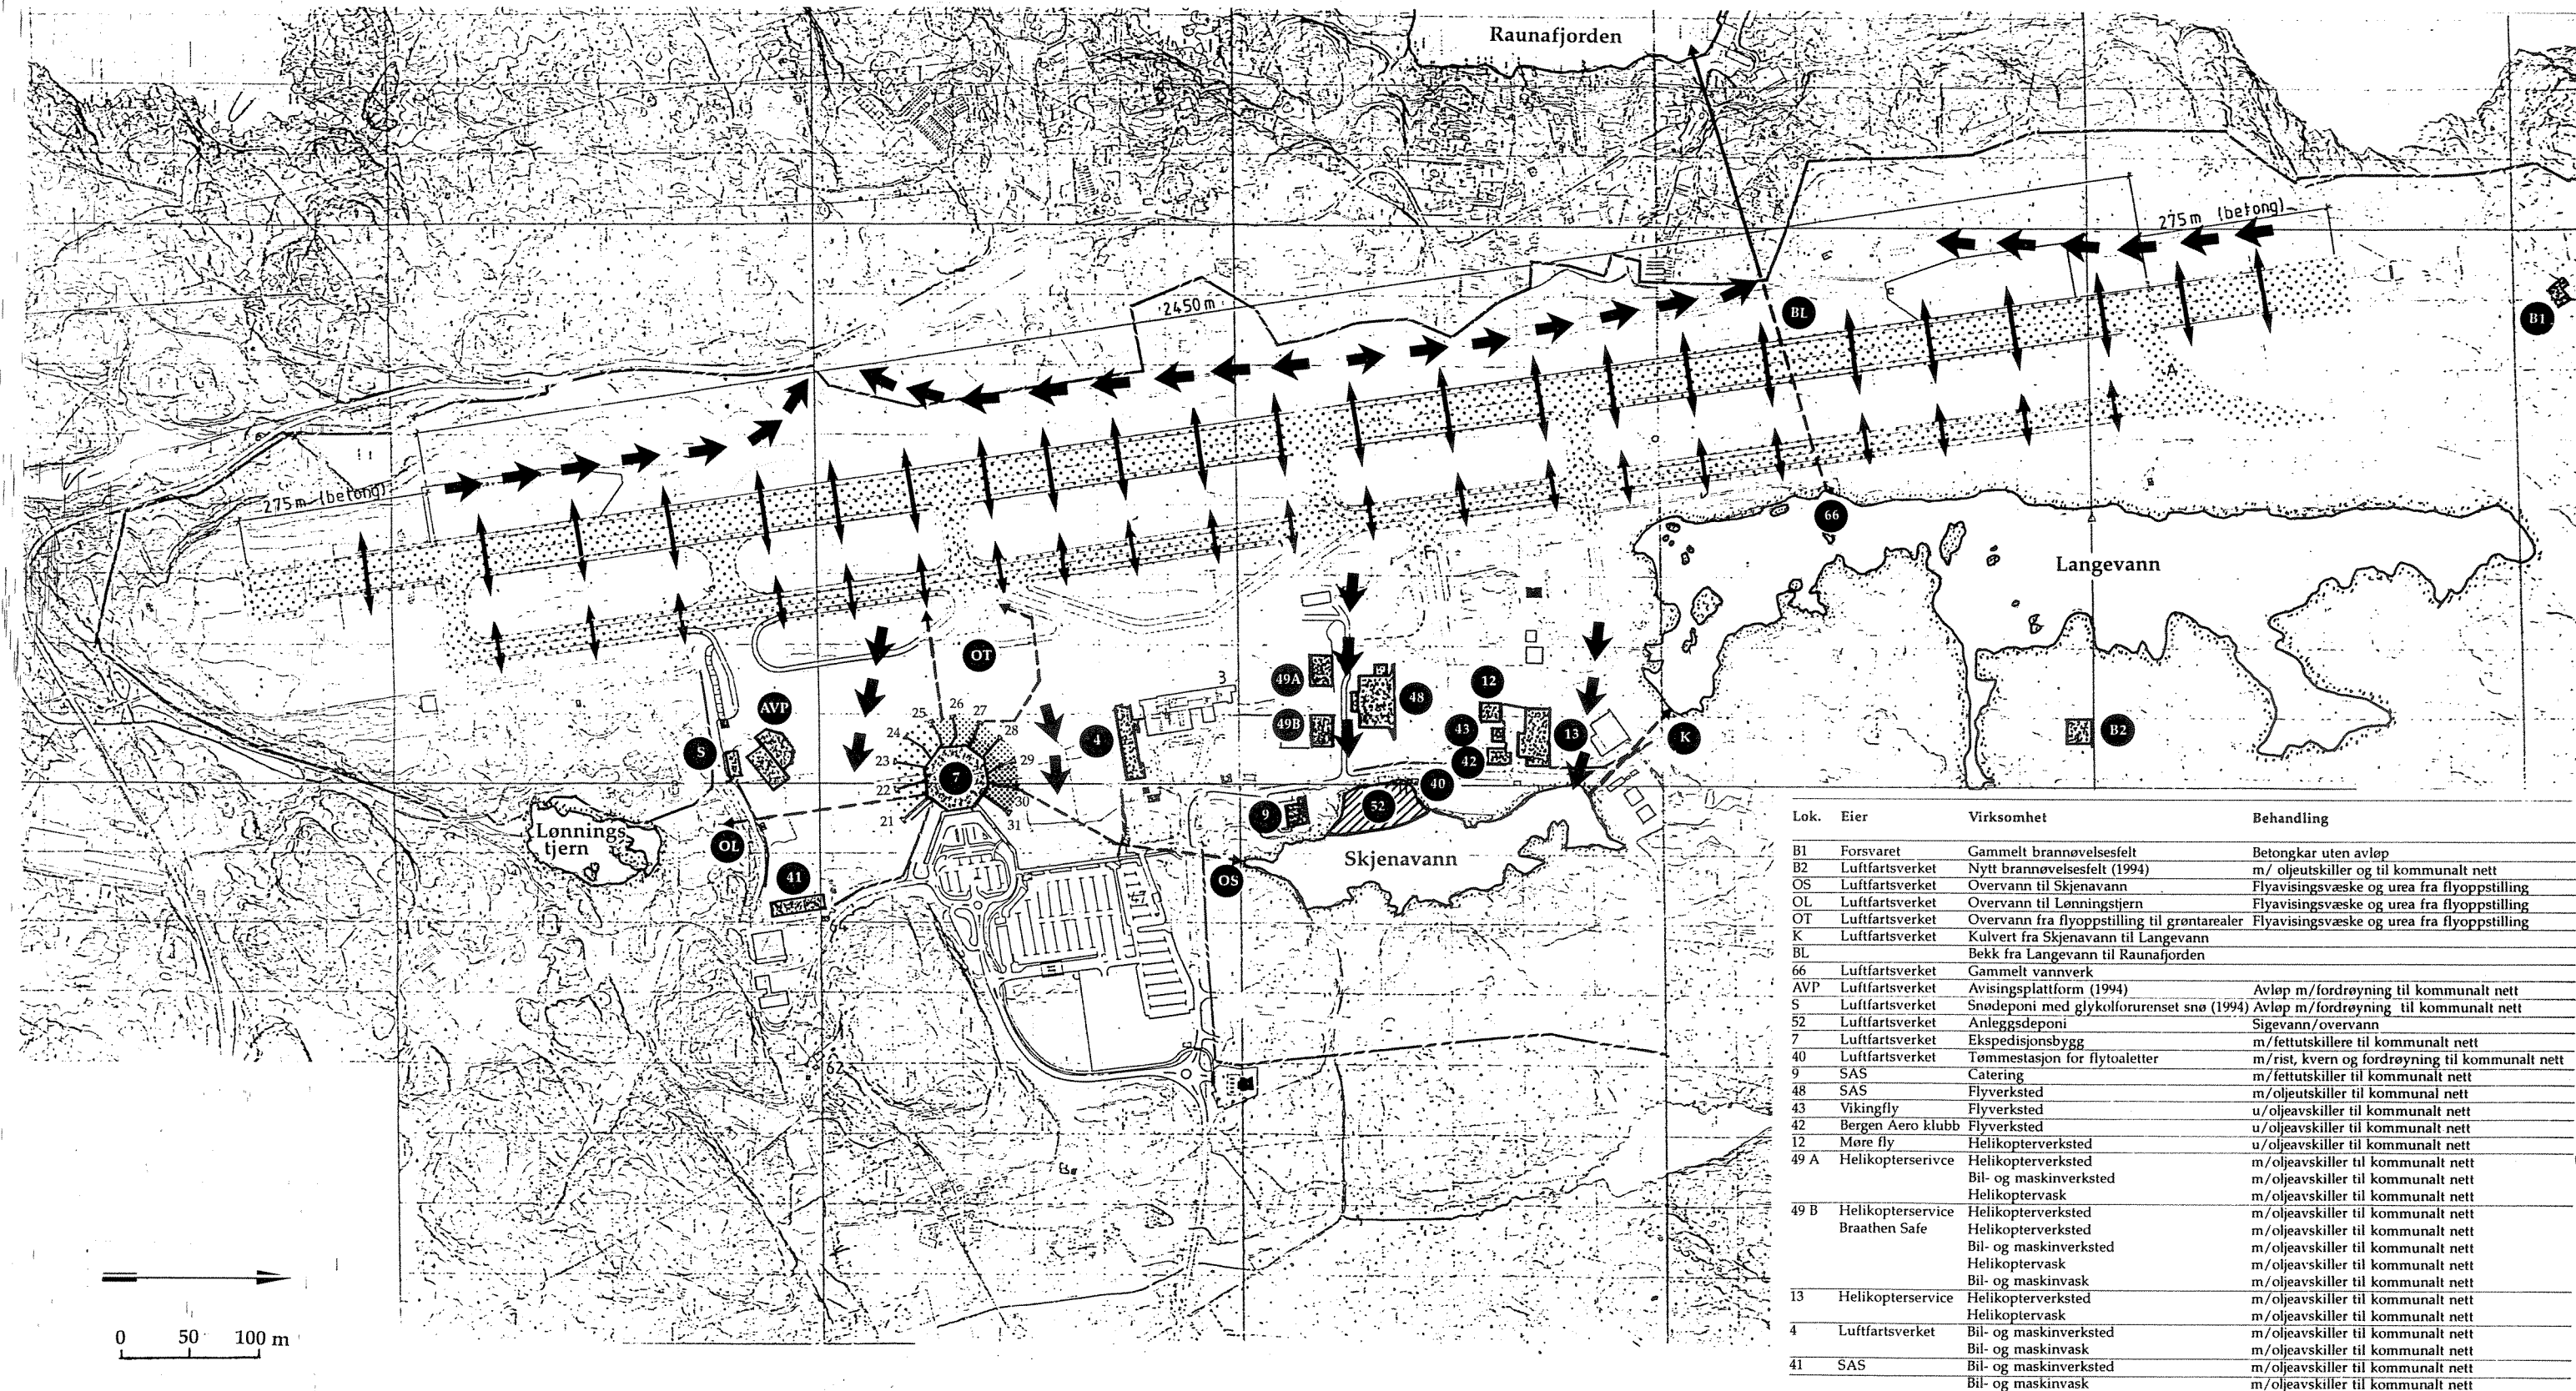 Raunafjorden
275 m (betong)
2450 m
BL
B1
A
275 m (betong)
66
Langevann
OT
49A
12
48
3
26
25
27
AVP
24
28
49B
43
13
4
K
B2
S
23
29
7
42
22
40
30
52
9
21
31
Lønnings
tjern
OL
Skjenavann
41
OS
62
0 50 100 m
Lok. Eier Virksomhet Behandling
B1 Forsvaret Gammelt brannøvelsesfelt Betongkar uten avløp
B2 Luftfartsverket Nytt brannøvelsesfelt (1994) m/ oljeutskiller og til kommunalt nett
OS Luftfartsverket Overvann til Skjenavann Flyavisingsvæske og urea fra flyoppstilling
OL Luftfartsverket Overvann til Lønningstjern Flyavisingsvæske og urea fra flyoppstilling
OT Luftfartsverket Overvann fra flyoppstilling til grøntarealer Flyavisingsvæske og urea fra flyoppstilling
K Luftfartsverket Kulvert fra Skjenavann til Langevann
BL Bekk fra Langevann til Raunafjorden
66 Luftfartsverket Gammelt vannverk
AVP Luftfartsverket Avisingsplattform (1994) Avløp m/fordrøyning til kommunalt nett
S Luftfartsverket Snødeponi med glykolforurenset snø (1994) Avløp m/fordrøyning til kommunalt nett
52 Luftfartsverket Anleggsdeponi Sigevann/overvann
7 Luftfartsverket Ekspedisjonsbygg m/fettutskillere til kommunalt nett
40 Luftfartsverket Tømmestasjon for flytoaletter m/rist, kvern og fordrøyning til kommunalt nett
9 SAS Catering m/fettutskiller til kommunalt nett
48 SAS Flyverksted m/oljeutskiller til kommunal nett
43 Vikingfly Flyverksted u/oljeavskiller til kommunalt nett
42 Bergen Aero klubb Flyverksted u/oljeavskiller til kommunalt nett
12 Møre fly Helikopterverksted u/oljeavskiller til kommunalt nett
49 A Helikopterserivce Helikopterverksted m/oljeavskiller til kommunalt nett
Bil- og maskinverksted m/oljeavskiller til kommunalt nett
Helikoptervask m/oljeavskiller til kommunalt nett
49 B Helikopterservice Helikopterverksted m/oljeavskiller til kommunalt nett
Braathen Safe Helikopterverksted m/oljeavskiller til kommunalt nett
Bil- og maskinverksted m/oljeavskiller til kommunalt nett
Helikoptervask m/oljeavskiller til kommunalt nett
Bil- og maskinvask m/oljeavskiller til kommunalt nett
13 Helikopterservice Helikopterverksted m/oljeavskiller til kommunalt nett
Helikoptervask m/oljeavskiller til kommunalt nett
4 Luftfartsverket Bil- og maskinverksted m/oljeavskiller til kommunalt nett
Bil- og maskinvask m/oljeavskiller til kommunalt nett
41 SAS Bil- og maskinverksted m/oljeavskiller til kommunalt nett
Bil- og maskinvask m/oljeavskiller til kommunalt nett